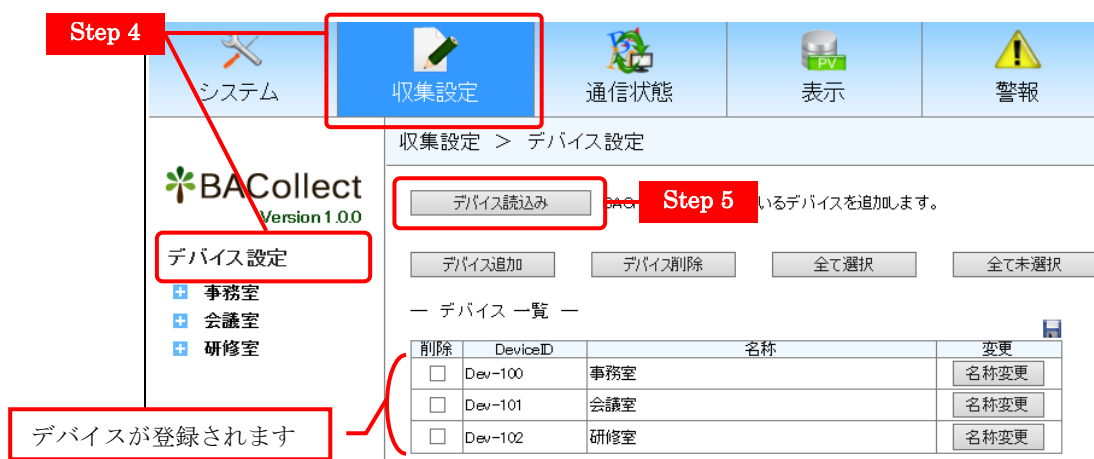 Step 4
システム 収集設定 通信状態 表示 警報
PV
収集設定 > デバイス設定
BACollect
Version 1.0.0
デバイス読込み Step 5 いるデバイスを追加します。
デバイス設定
デバイス追加 デバイス削除 全て選択 全て未選択
事務室
会議室
研修室
― デバイス 一覧 ―
削除 DeviceID 名称 変更
Dev-100 事務室 名称変更
Dev-101 会議室 名称変更
Dev-102 研修室 名称変更
デバイスが登録されます